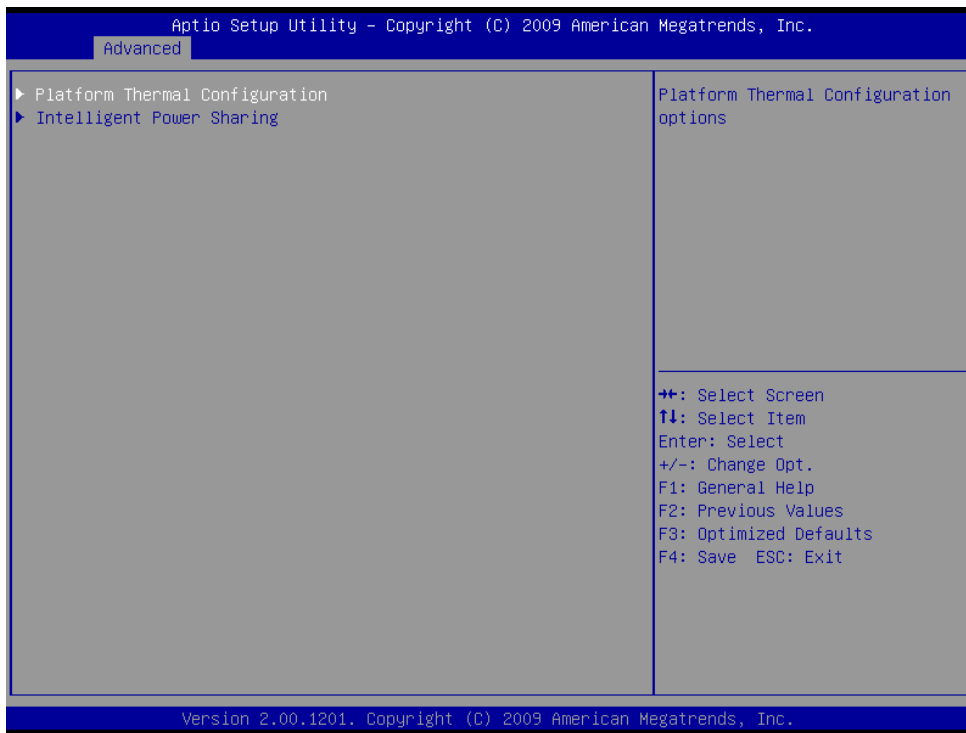 Aptio Setup Utility – Copyright (C) 2009 American Megatrends, Inc.
Advanced
Platform Thermal Configuration
Intelligent Power Sharing
Platform Thermal Configuration
options
→←: Select Screen
↑↓: Select Item
Enter: Select
+/-: Change Opt.
F1: General Help
F2: Previous Values
F3: Optimized Defaults
F4: Save  ESC: Exit
Version 2.00.1201. Copyright (C) 2009 American Megatrends, Inc.